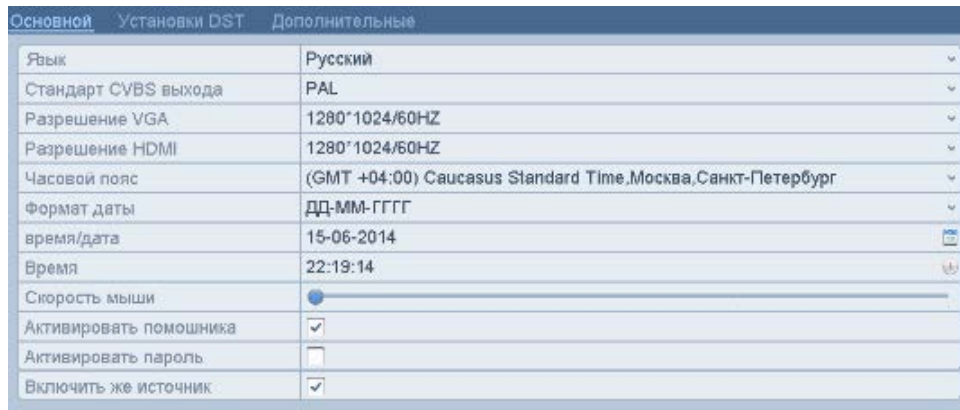 Основной Установки DST Дополнительные
Язык Русский
Стандарт CVBS выхода PAL
Разрешение VGA 1280*1024/60HZ
Разрешение HDMI 1280*1024/60HZ
Часовой пояс (GMT +04:00) Caucasus Standard Time,Москва,Санкт-Петербург
Формат даты ДД-ММ-ГГГГ
время/дата 15-06-2014
Время 22:19:14
Скорость мыши
Активировать помошника
Активировать пароль
Включить же источник